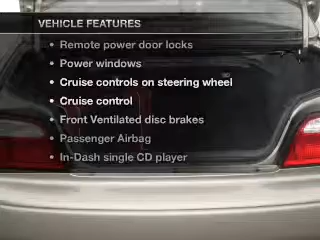 VEHICLE FEATURES
• Remote power door locks
• Power windows
• Cruise controls on steering wheel
• Cruise control
• Front Ventilated disc brakes
• Passenger Airbag
• In-Dash single CD player